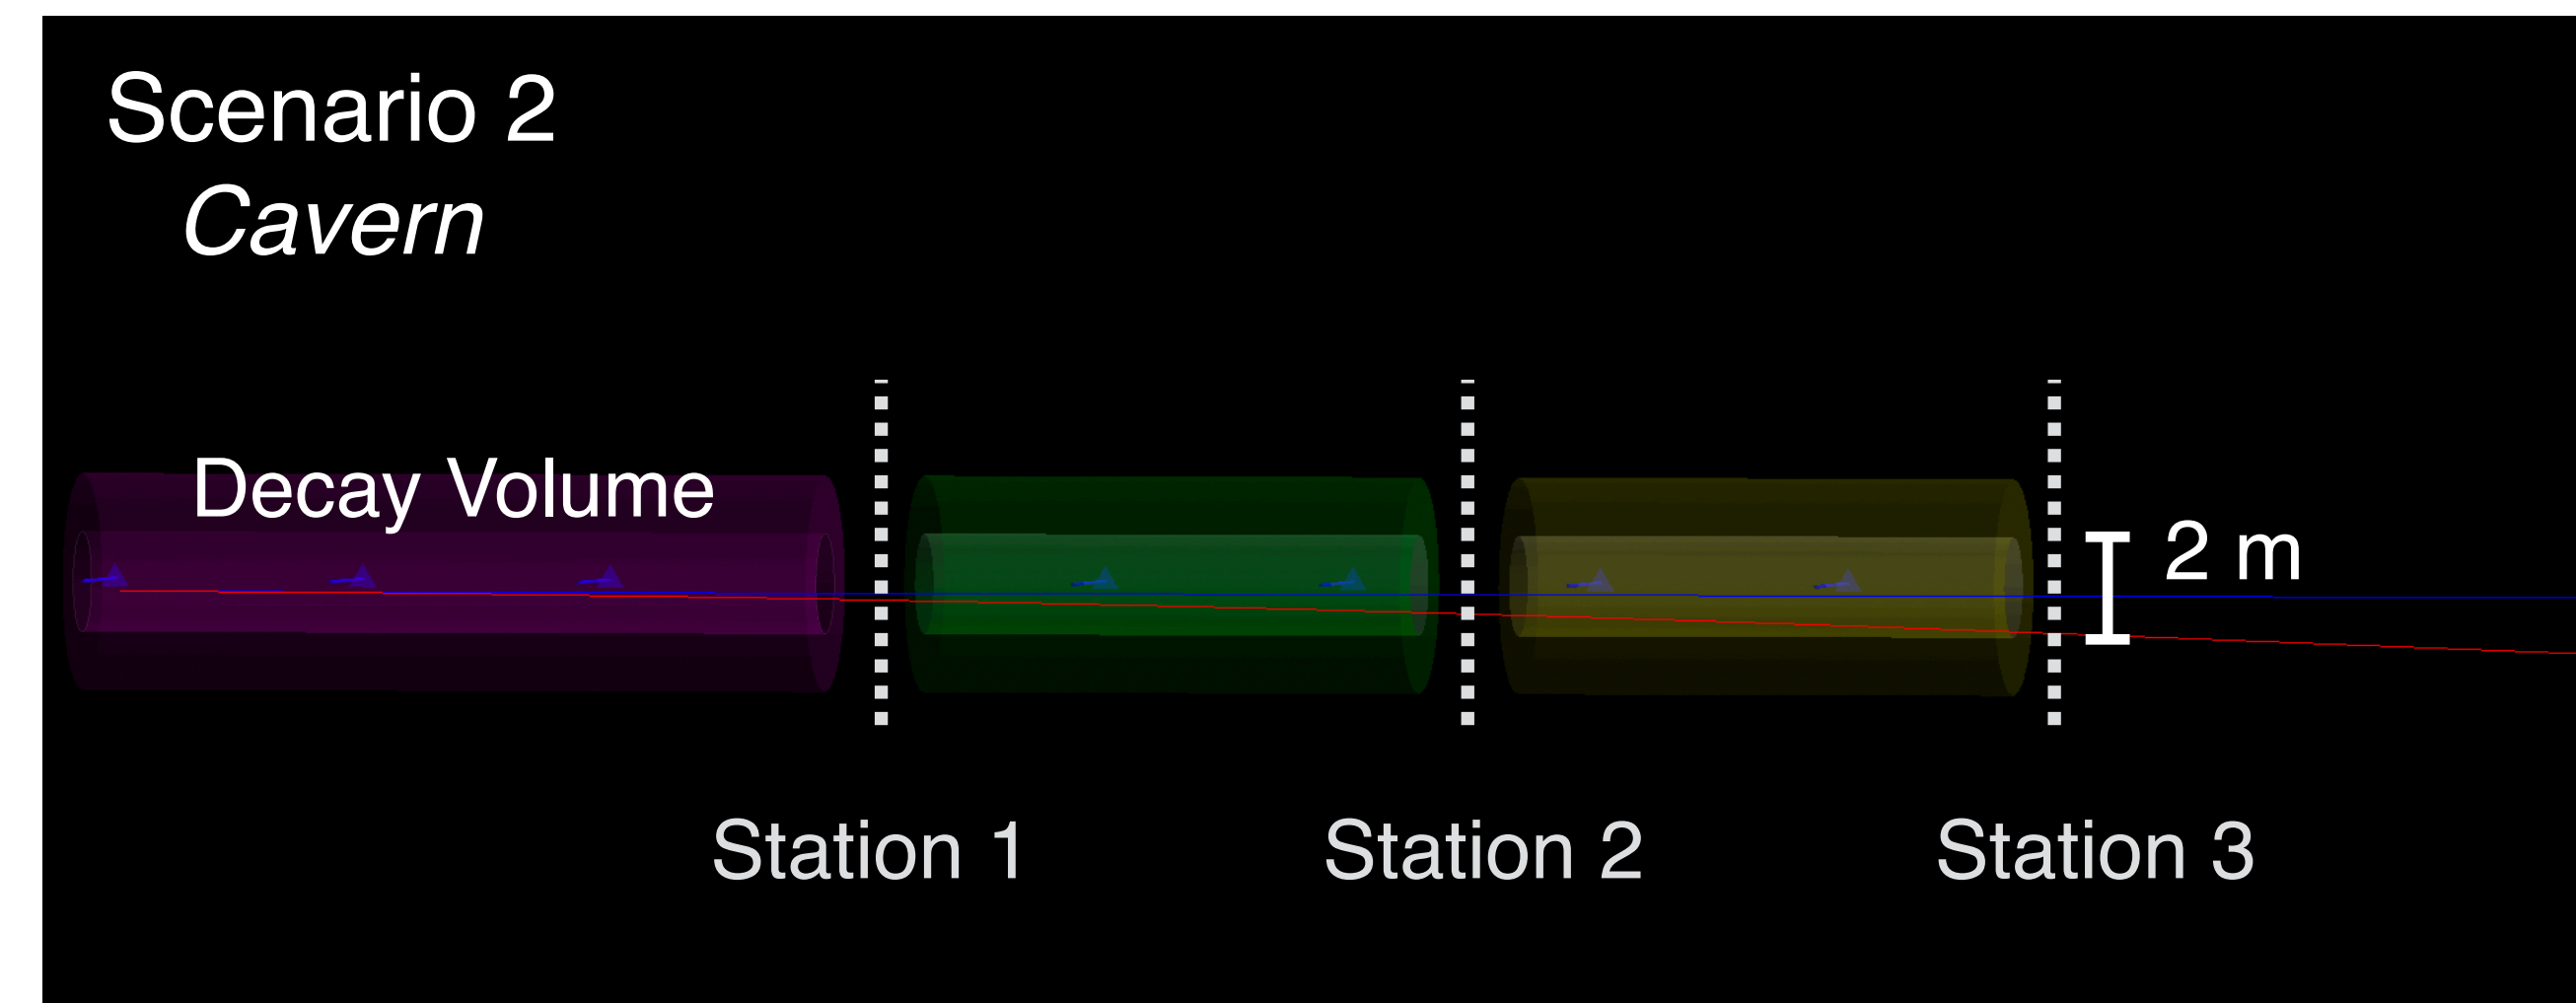 Scenario 2
Cavern
Decay Volume
2 m
Station 1
Station 2
Station 3